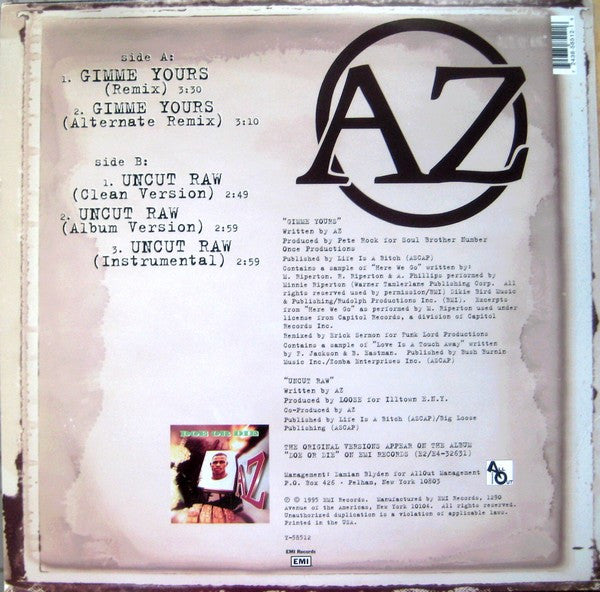 side A:
1. GIMME YOURS
(Remix) 3:30
2. GIMME YOURS
(Alternate Remix) 3:10
side B:
1. UNCUT RAW
(Clean Version) 2:49
2. UNCUT RAW
(Album Version) 2:59
3. UNCUT RAW
(Instrumental) 2:59
AZ
"GIMME YOURS"
Written by AZ
Produced by Pete Rock for Soul Brother Number
Once Productions
Published by Life Is A Bitch (ASCAP)
Contains a sample of "Here We Go" written by:
M. Riperton. R. Riperton & A. Phillips performed by
Minnie Riperton (Warner Tamerlane Publishing Corp. All
rights reserved used by permission/BMI) Dikie Bird Music
& Publishing/Rudolph Productions Inc. (BMI). Excerpts
from "Here We Go" as performed by M. Riperton used under
license from Capitol Records, a division of Capitol
Records Inc.
Remixed by Erick Sermon for Funk Lord Productions
Contains a sample of "Love Is A Touch Away" written
by F. Jackson & B. Eastman. Published by Bush Burnin
Music Inc./Zomba Enterprises Inc. (ASCAP)
"UNCUT RAW"
Written by AZ
Produced by LOOSE for Illtown E.N.Y.
Co-Produced by AZ
Published by Life Is A Bitch (ASCAP)/Big Loose
Publishing (ASCAP)
THE ORIGINAL VERSIONS APPEAR ON THE ALBUM
"DOE OR DIE" ON EMI RECORDS (E2/E4-32631)
Management: Damian Blyden for AllOut Management
P.O. Box 426 - Pelham, New York 10803
ALL
OUT
DOE OR DIE
AZ
℗ © 1995 EMI Records. Manufactured by EMI Records, 1290
Avenue of the Americas, New York 10104. All rights reserved.
Unauthorized duplication is a violation of applicable laws.
Printed in the USA.
Y-58512
EMI Records
EMI